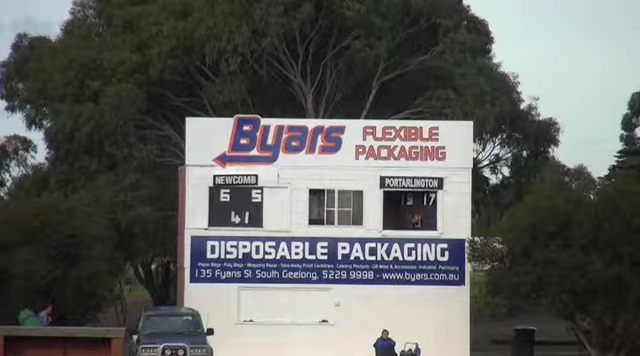 Byars
FLEXIBLE
PACKAGING
NEWCOMB
PORTARLINGTON
6 5
41
17
DISPOSABLE PACKAGING
135 Fyans St. South Geelong, 5229 9998 - www.byars.com.au